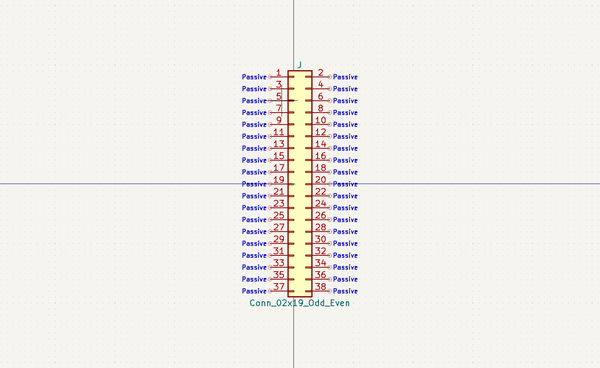 J
Passive 1 2 Passive
Passive 3 4 Passive
Passive 5 6 Passive
Passive 7 8 Passive
Passive 9 10 Passive
Passive 11 12 Passive
Passive 13 14 Passive
Passive 15 16 Passive
Passive 17 18 Passive
Passive 19 20 Passive
Passive 21 22 Passive
Passive 23 24 Passive
Passive 25 26 Passive
Passive 27 28 Passive
Passive 29 30 Passive
Passive 31 32 Passive
Passive 33 34 Passive
Passive 35 36 Passive
Passive 37 38 Passive
Conn_02x19_Odd_Even